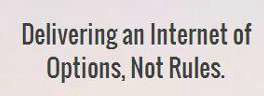 Delivering an Internet of
Options, Not Rules.